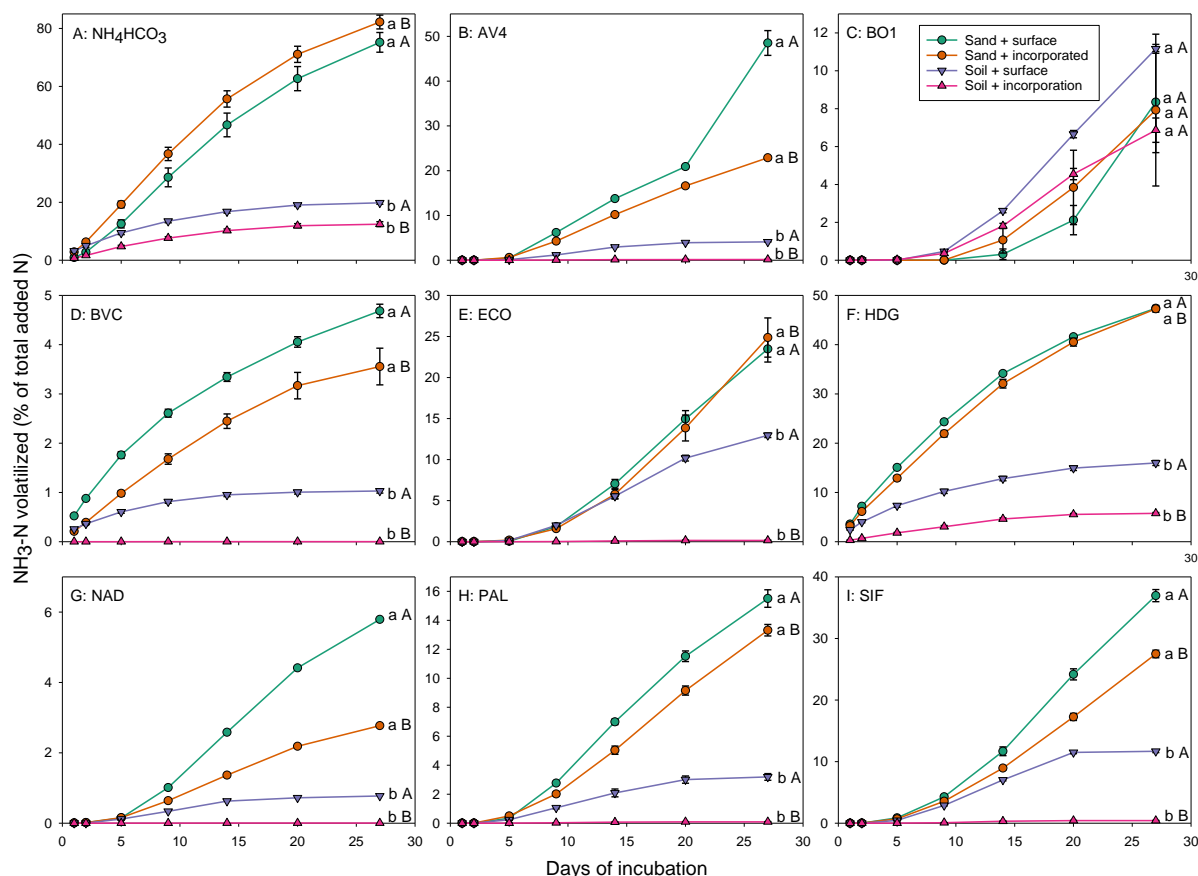 NH3-N volatilized (% of total added N)
A: NH4HCO3
80
60
40
20
0
a B
a A
b A
b B
B: AV4
50
40
30
20
10
0
a A
a B
b A
b B
C: BO1
12
10
8
6
4
2
0
Sand + surface
Sand + incorporated
Soil + surface
Soil + incorporation
a A
a A
a A
a A
30
D: BVC
5
4
3
2
1
0
a A
a B
b A
b B
E: ECO
30
25
20
15
10
5
0
a B
a A
b A
b B
F: HDG
50
40
30
20
10
0
a A
a B
b A
b B
30
G: NAD
6
4
2
0
a A
a B
b A
b B
0 5 10 15 20 25 30
H: PAL
16
14
12
10
8
6
4
2
0
a A
a B
b A
b B
0 5 10 15 20 25 30
I: SIF
40
30
20
10
0
a A
a B
b A
b B
0 5 10 15 20 25 30
Days of incubation